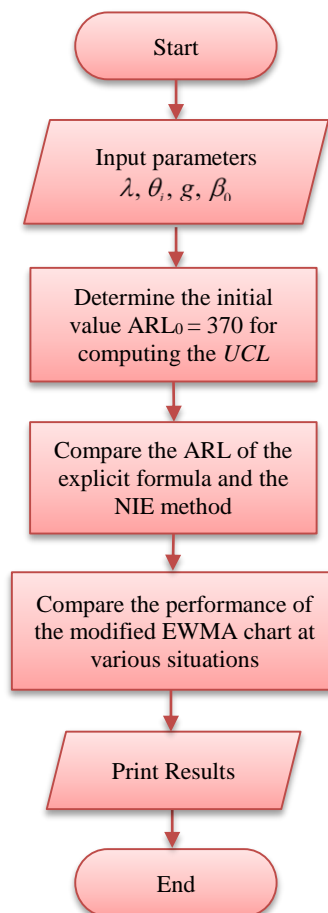 Start
Input parameters
λ, θᵢ, g, β₀
Determine the initial
value ARL₀ = 370 for
computing the UCL
Compare the ARL of the
explicit formula and the
NIE method
Compare the performance of
the modified EWMA chart at
various situations
Print Results
End